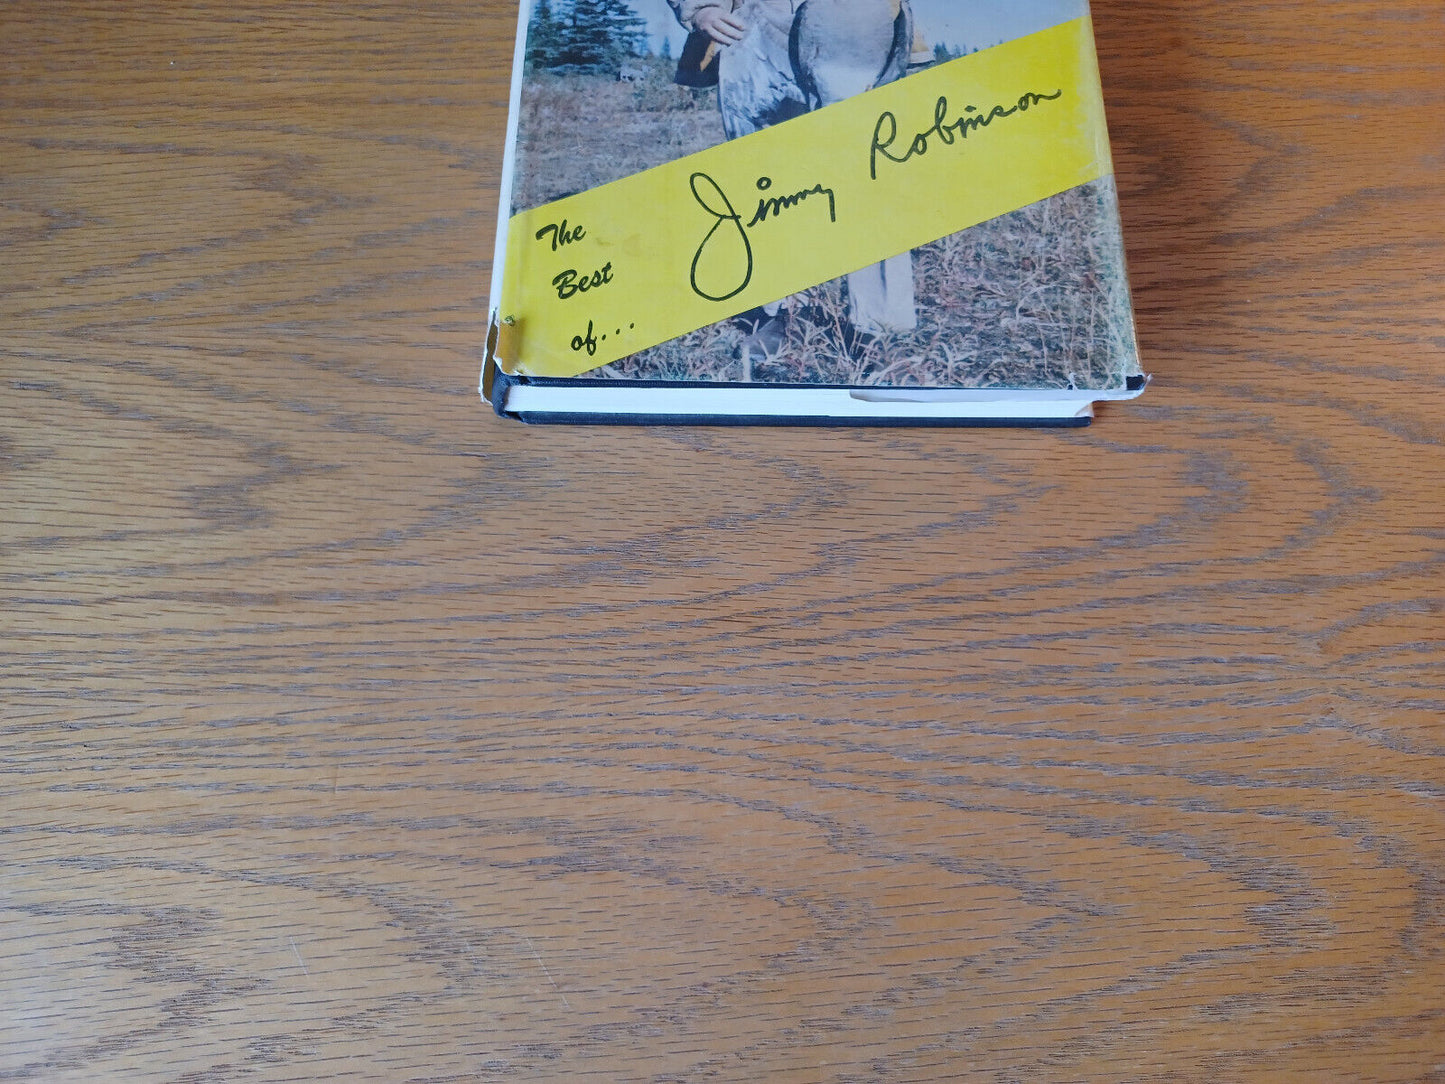 The
Best
of...
Jimmy Robinson